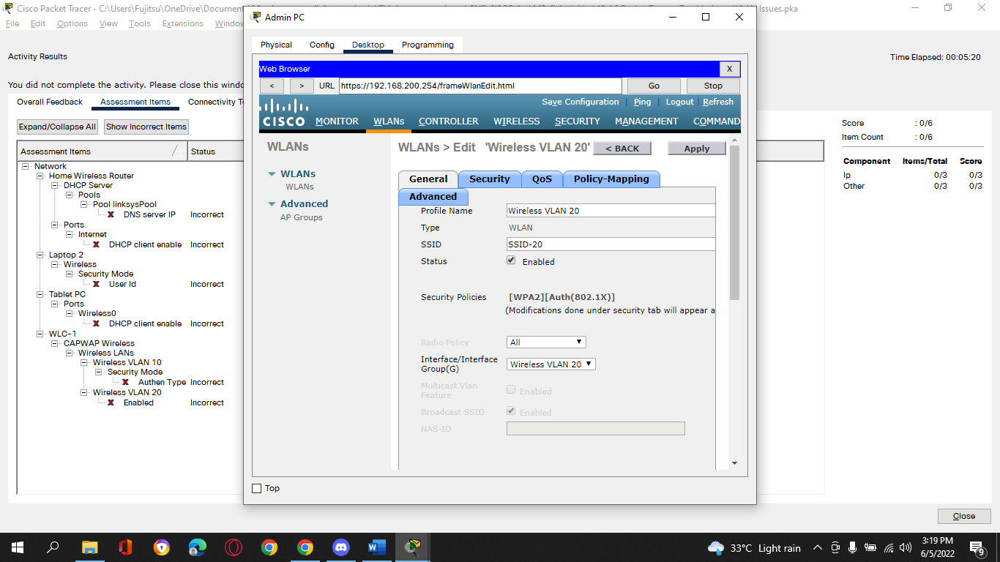 Cisco Packet Tracer - C:\Users\Fujitsu\OneDrive\Document
Issues.pka
File Edit Options View Tools Extensions Window
Activity Results
Time Elapsed: 00:05:20
You did not complete the activity. Please close this windo
Overall Feedback Assessment Items Connectivity T
Expand/Collapse All Show Incorrect Items
Assessment Items Status
Network
Home Wireless Router
DHCP Server
Pools
Pool linksysPool
DNS server IP Incorrect
Ports
Internet
DHCP client enable Incorrect
Laptop 2
Wireless
Security Mode
User Id Incorrect
Tablet PC
Ports
Wireless0
DHCP client enable Incorrect
WLC-1
CAPWAP Wireless
Wireless LANs
Wireless VLAN 10
Security Mode
Authen Type Incorrect
Wireless VLAN 20
Enabled Incorrect
Admin PC
Physical Config Desktop Programming
Web Browser X
< > URL https://192.168.200.254/frameWlanEdit.html Go Stop
Save Configuration Ping Logout Refresh
CISCO MONITOR WLANs CONTROLLER WIRELESS SECURITY MANAGEMENT COMMAND
WLANs
WLANs
WLANs
Advanced
AP Groups
WLANs > Edit 'Wireless VLAN 20' < BACK Apply
General Security QoS Policy-Mapping
Advanced
Profile Name Wireless VLAN 20
Type WLAN
SSID SSID-20
Status Enabled
Security Policies [WPA2][Auth(802.1X)]
(Modifications done under security tab will appear a
Radio Policy All
Interface/Interface
Group(G) Wireless VLAN 20
Multicast Vlan
Feature Enabled
Broadcast SSID Enabled
NAS-ID
Top
Score : 0/6
Item Count : 0/6
Component Items/Total Score
Ip 0/3 0/3
Other 0/3 0/3
Close
33°C Light rain
3:19 PM
6/5/2022
9